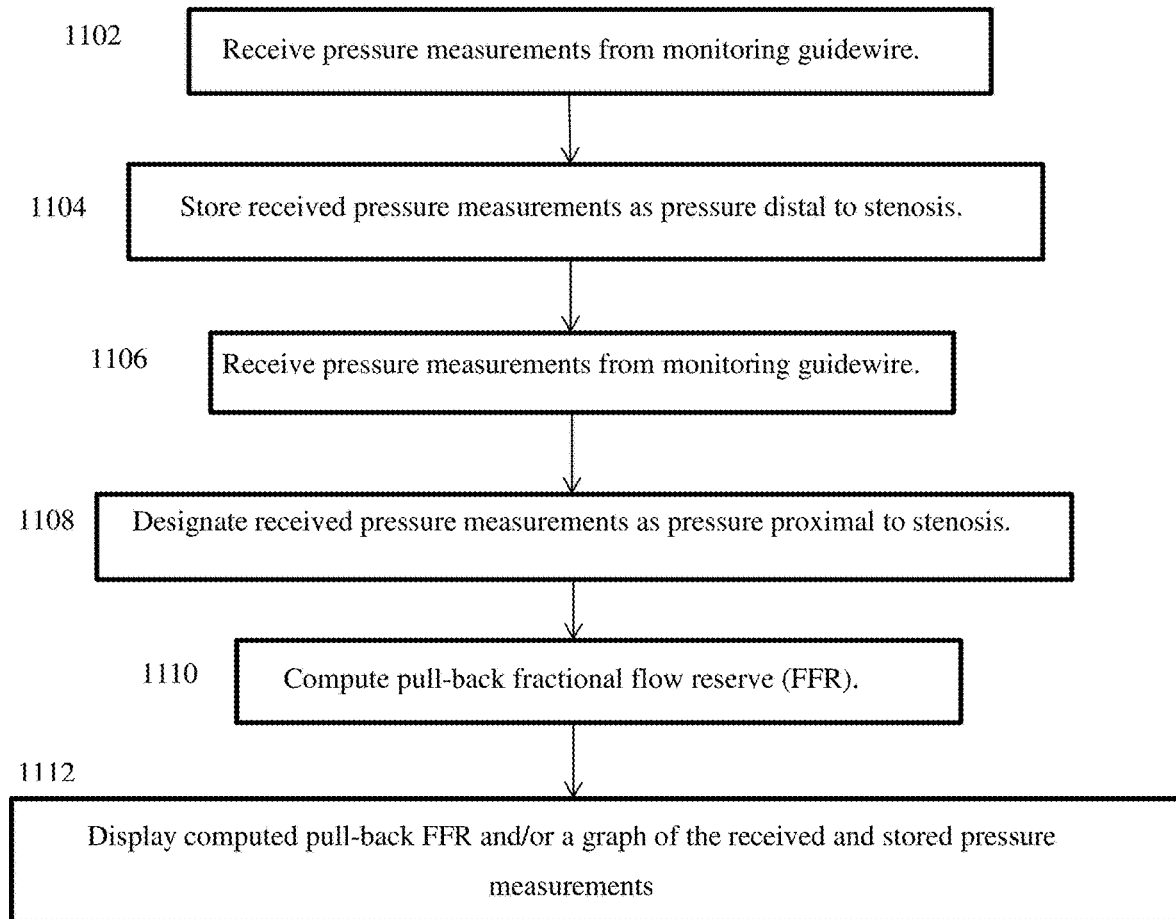 1102
Receive pressure measurements from monitoring guidewire.
1104
Store received pressure measurements as pressure distal to stenosis.
1106
Receive pressure measurements from monitoring guidewire.
1108
Designate received pressure measurements as pressure proximal to stenosis.
1110
Compute pull-back fractional flow reserve (FFR).
1112
Display computed pull-back FFR and/or a graph of the received and stored pressure
measurements